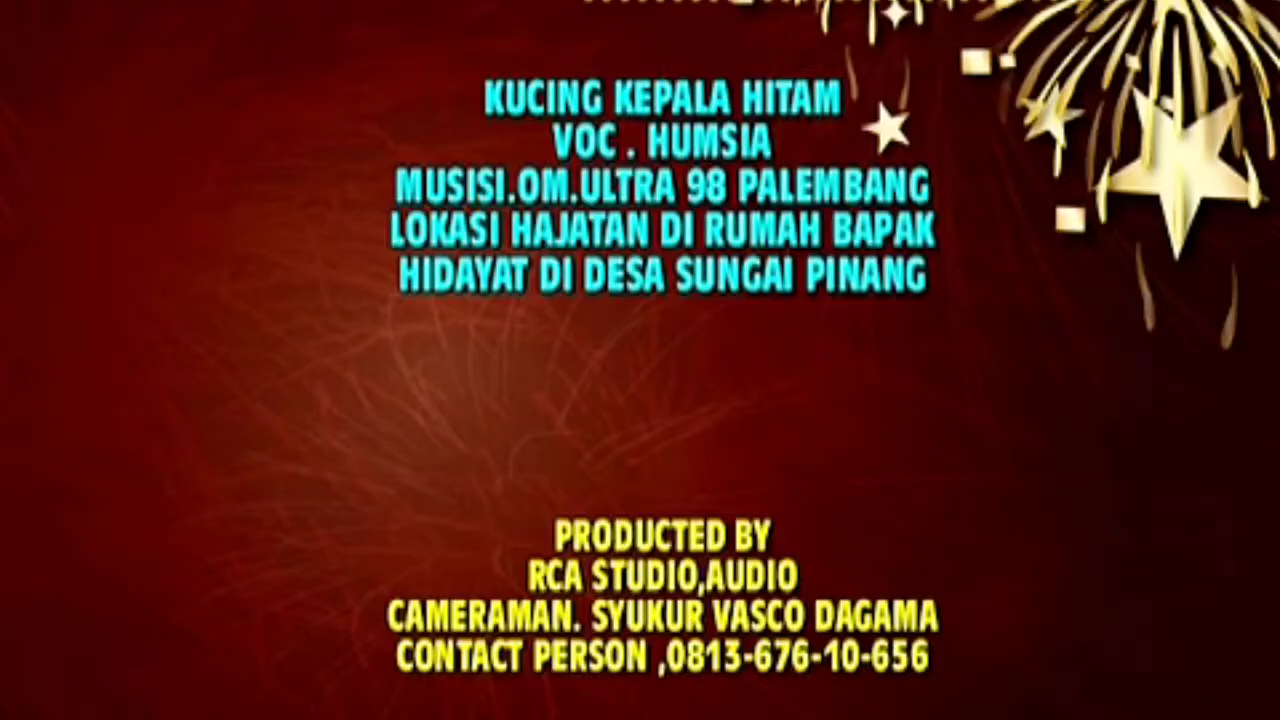 KUCING KEPALA HITAM
VOC . HUMSIA
MUSISI.OM.ULTRA 98 PALEMBANG
LOKASI HAJATAN DI RUMAH BAPAK
HIDAYAT DI DESA SUNGAI PINANG
PRODUCTED BY
RCA STUDIO,AUDIO
CAMERAMAN. SYUKUR VASCO DAGAMA
CONTACT PERSON ,0813-676-10-656